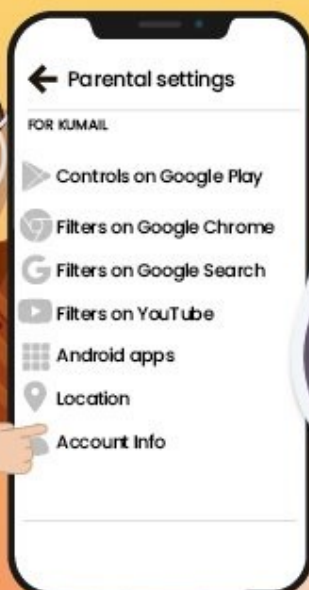 Parental settings
FOR KUMAIL
Controls on Google Play
Filters on Google Chrome
Filters on Google Search
Filters on YouTube
Android apps
Location
Account Info